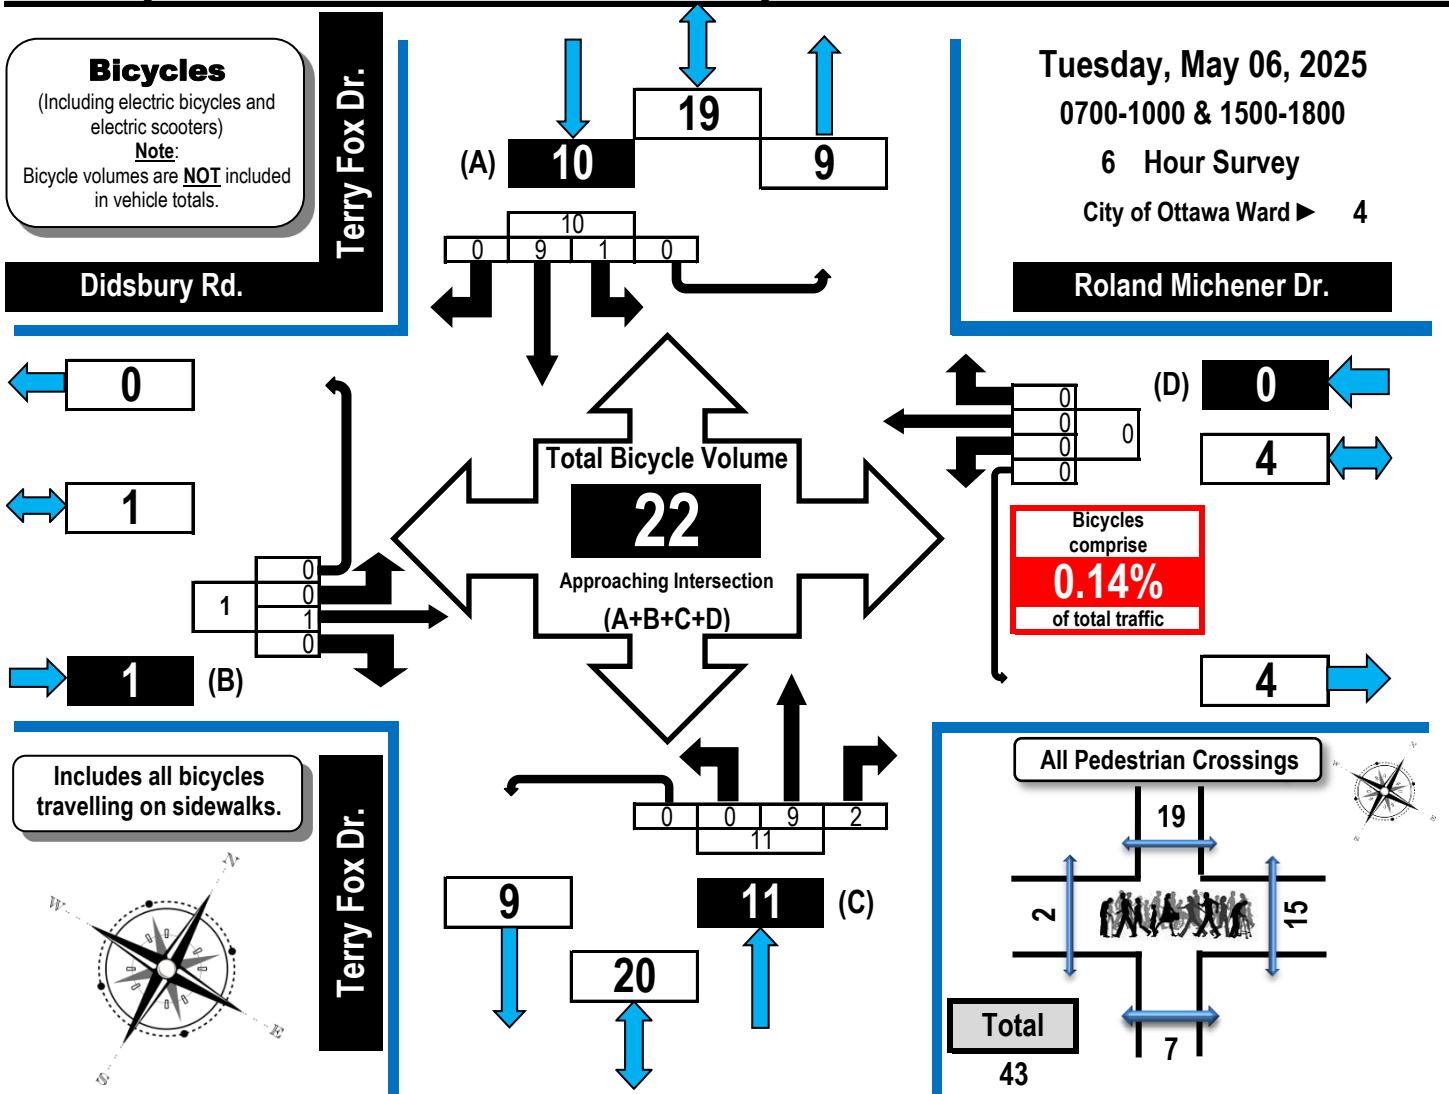 Bicycles
(Including electric bicycles and
electric scooters)
Note:
Bicycle volumes are NOT included
in vehicle totals.
Terry Fox Dr.
Didsbury Rd.
19
(A) 10
9
10
0 9 1 0
Tuesday, May 06, 2025
0700-1000 & 1500-1800
6 Hour Survey
City of Ottawa Ward ► 4
Roland Michener Dr.
0
1
0
0
1
1
0
1 (B)
Total Bicycle Volume
22
Approaching Intersection
(A+B+C+D)
(D) 0
0
0
0
0
0
4
Bicycles
comprise
0.14%
of total traffic
4
Includes all bicycles
travelling on sidewalks.
N
W
E
S
Terry Fox Dr.
0 0 9 2
11
9
11 (C)
20
All Pedestrian Crossings
19
2
15
7
Total
43